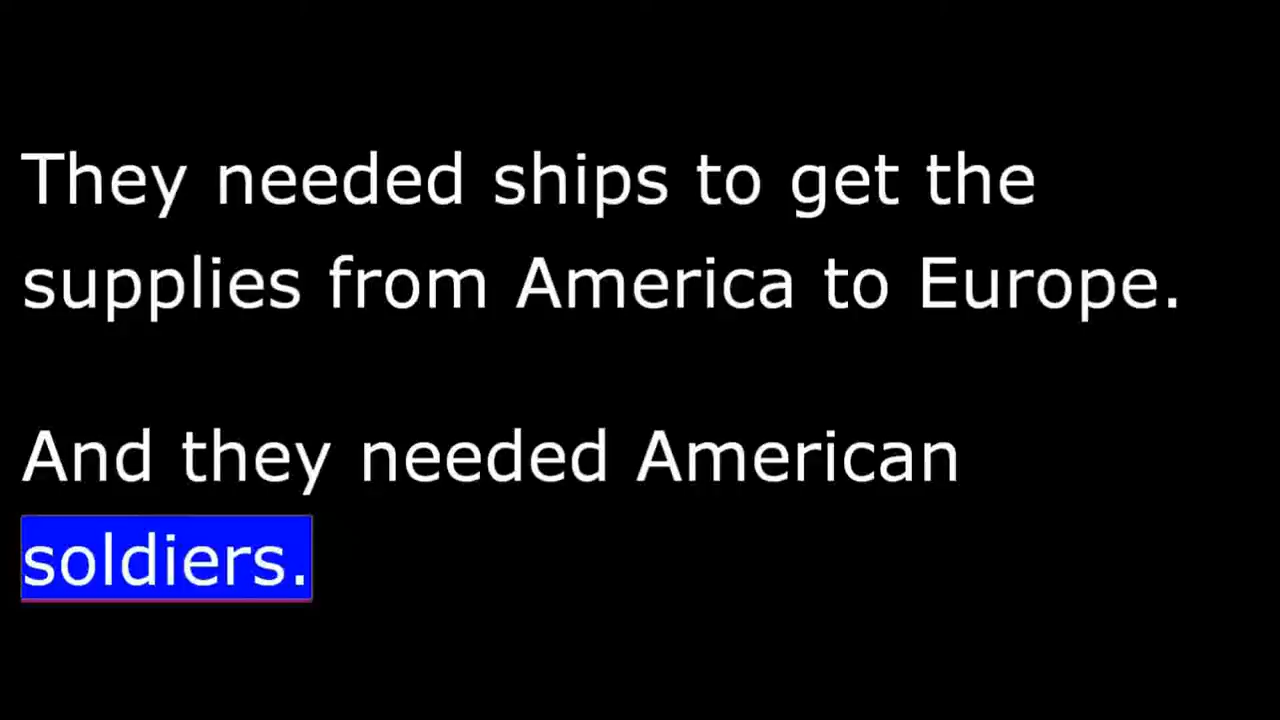 They needed ships to get the
supplies from America to Europe.
And they needed American
soldiers.